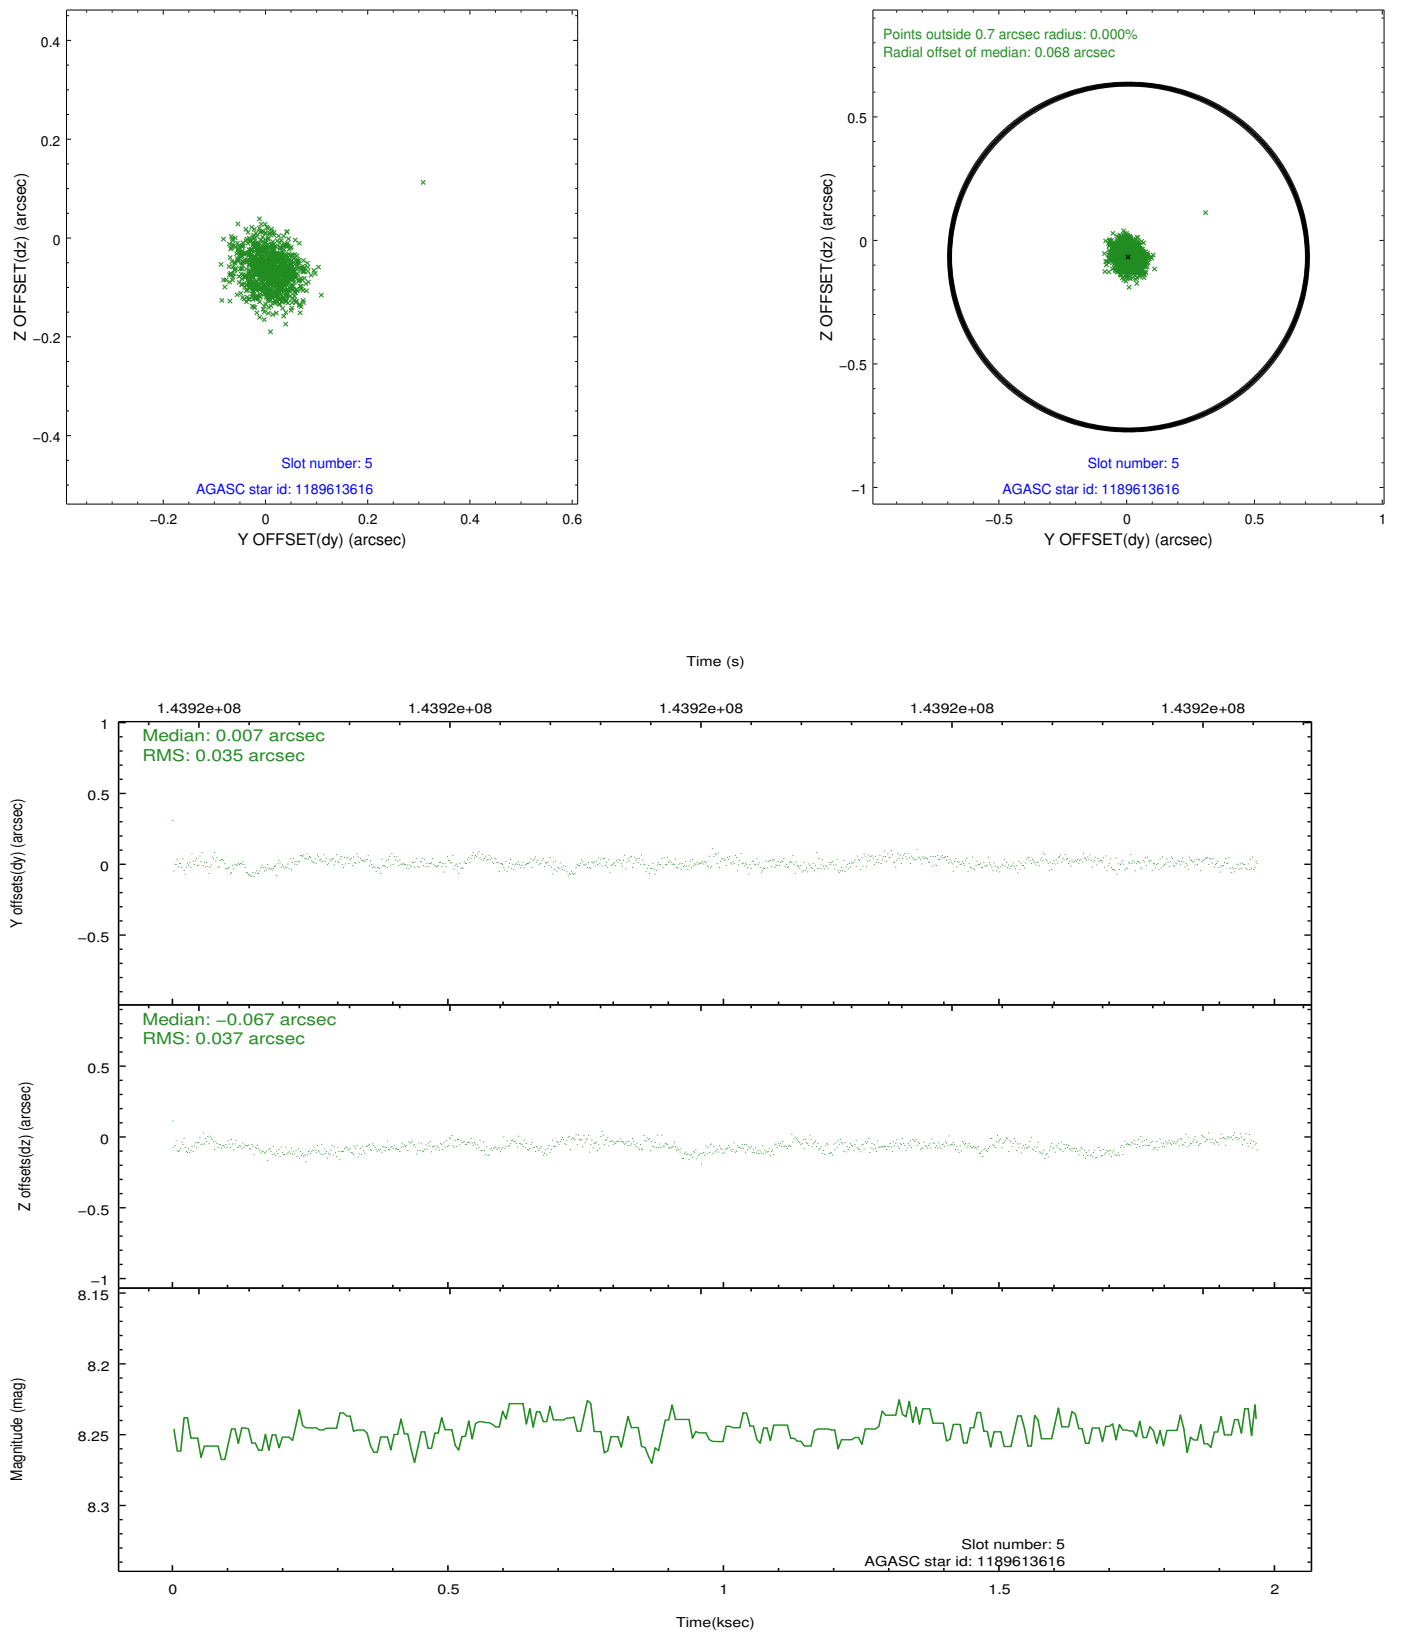 0.4
0.2
0
−0.2
−0.4
Z OFFSET(dz) (arcsec)
Slot number: 5
AGASC star id: 1189613616
−0.2
0
0.2
0.4
0.6
Y OFFSET(dy) (arcsec)
Points outside 0.7 arcsec radius: 0.000%
Radial offset of median: 0.068 arcsec
0.5
0
−0.5
−1
Z OFFSET(dz) (arcsec)
Slot number: 5
AGASC star id: 1189613616
−0.5
0
0.5
1
Y OFFSET(dy) (arcsec)
Time (s)
1.4392e+08
1.4392e+08
1.4392e+08
1.4392e+08
1.4392e+08
Median: 0.007 arcsec
RMS: 0.035 arcsec
1
0.5
0
−0.5
Y offsets(dy) (arcsec)
Median: −0.067 arcsec
RMS: 0.037 arcsec
0.5
0
−0.5
−1
Z offsets(dz) (arcsec)
8.15
8.2
8.25
8.3
Magnitude (mag)
Slot number: 5
AGASC star id: 1189613616
0
0.5
1
1.5
2
Time(ksec)